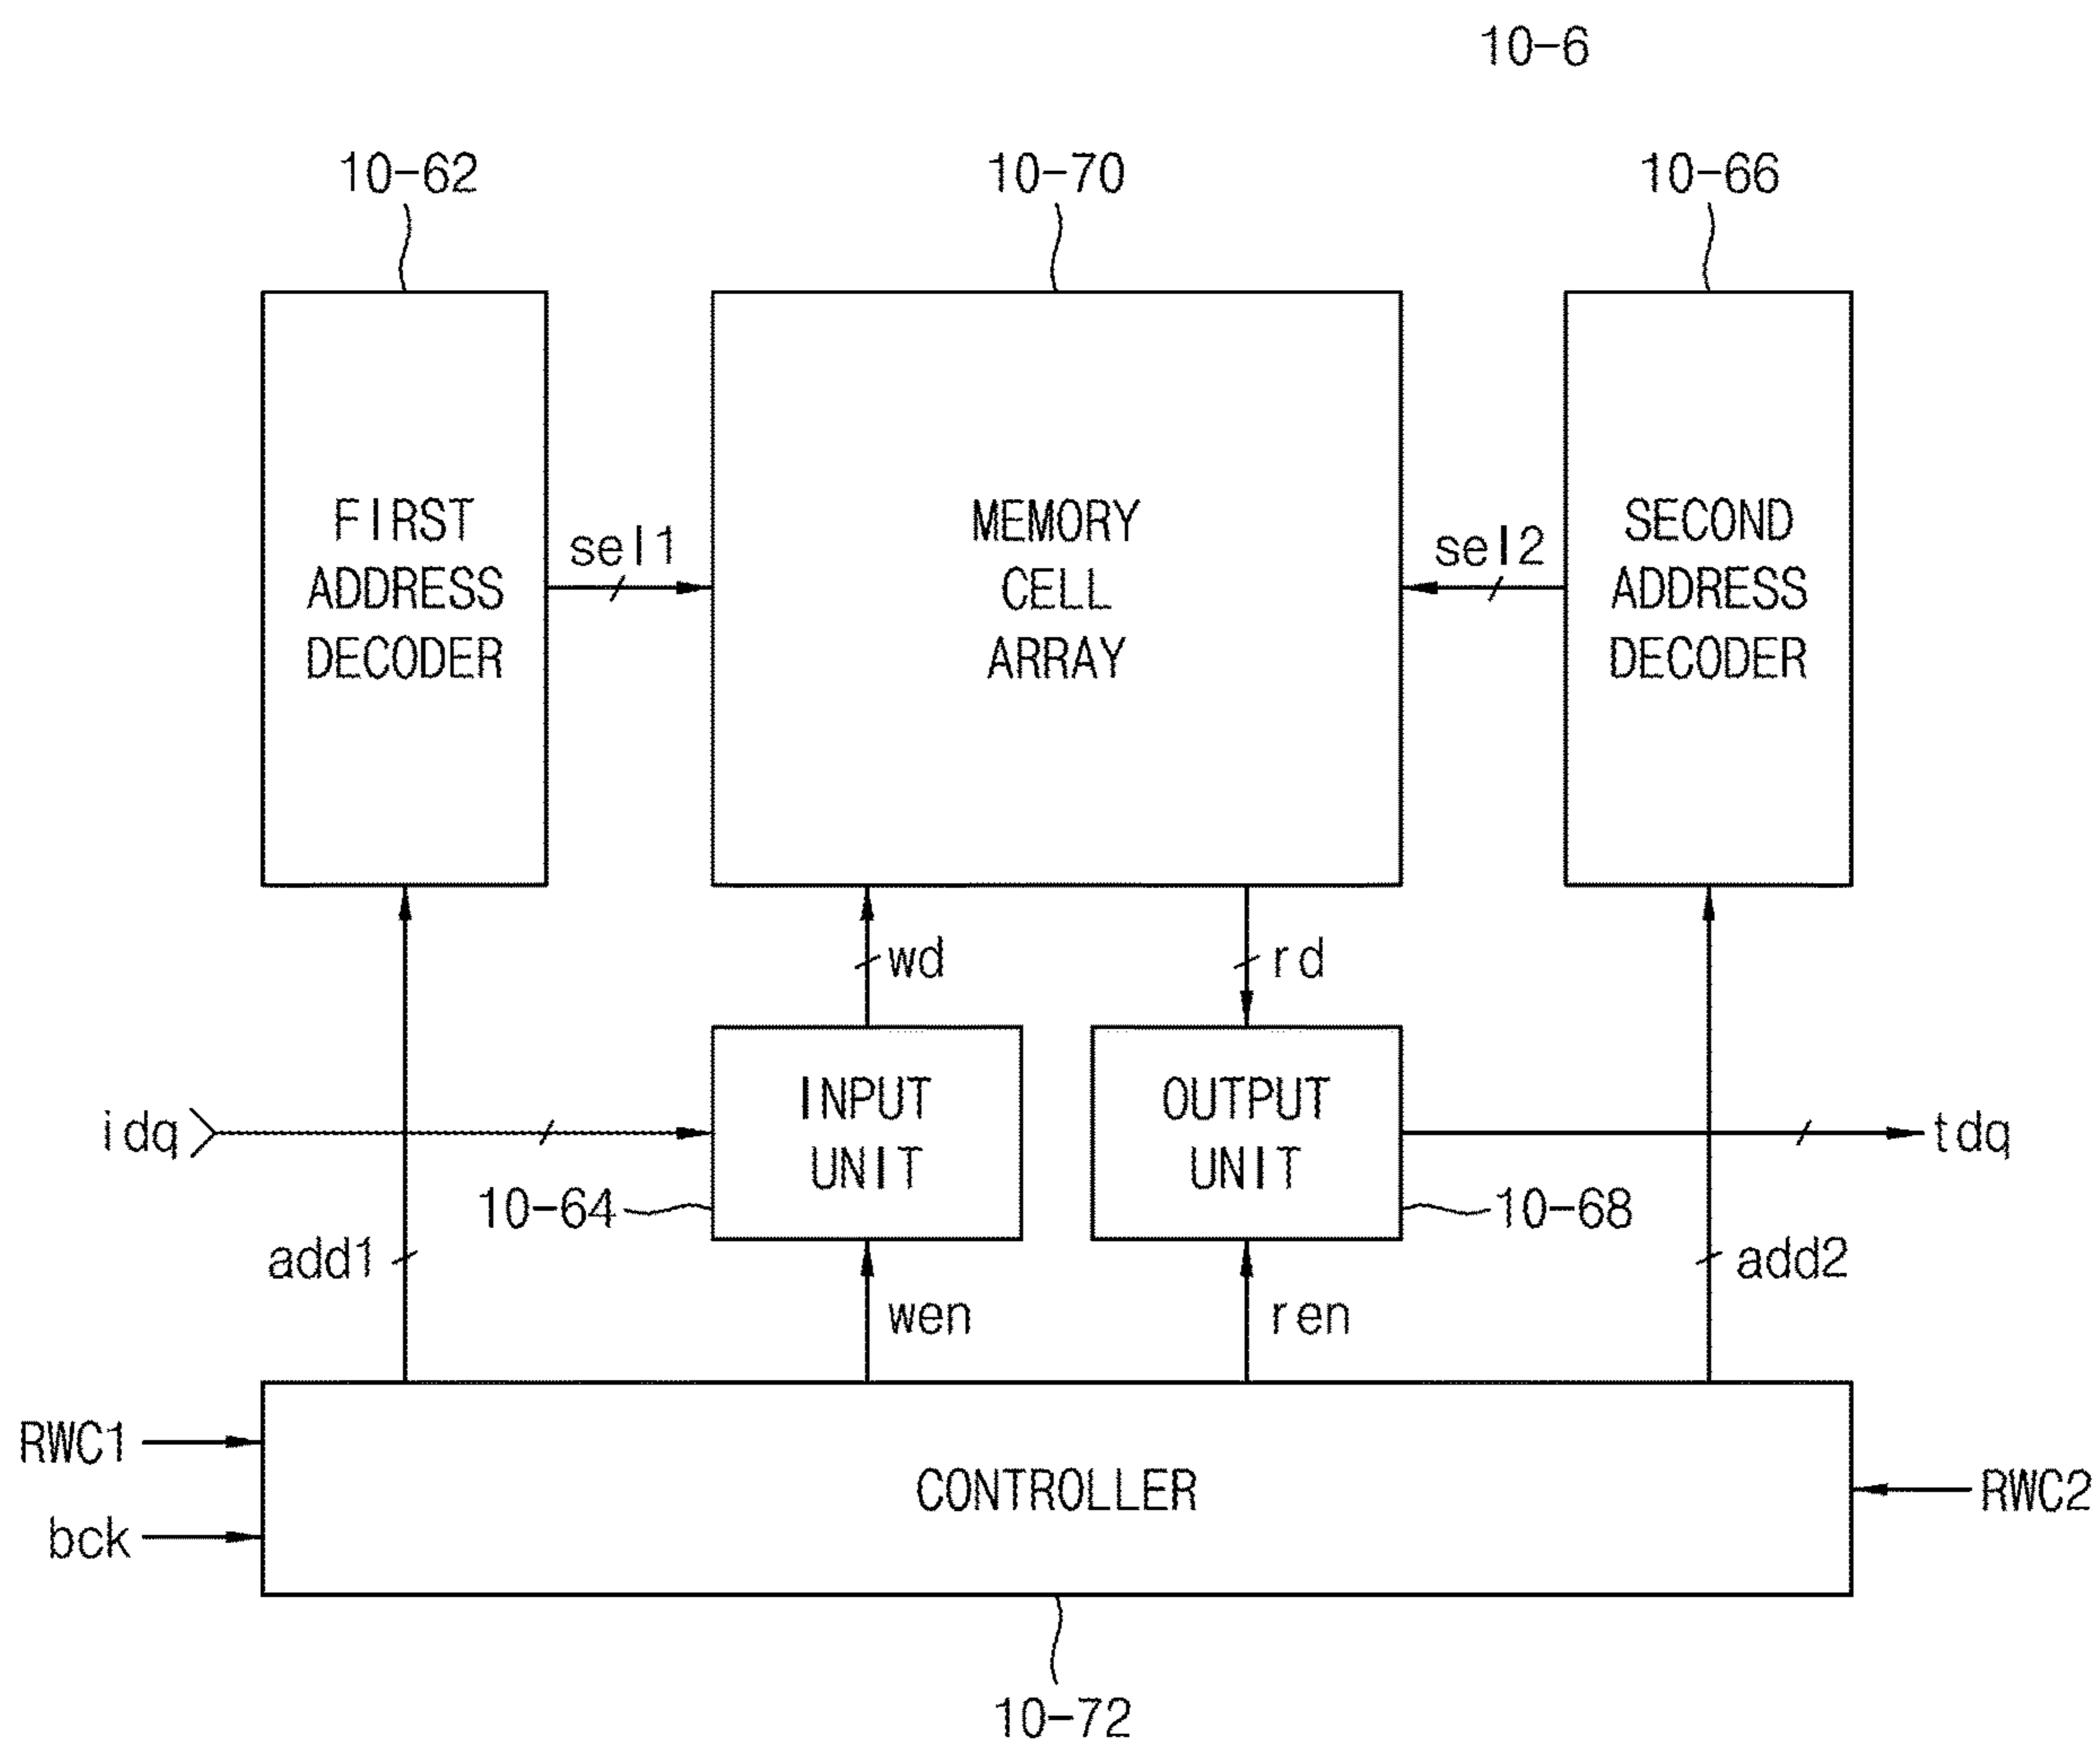 10-6
10-62
10-70
10-66
FIRST
ADDRESS
DECODER
sel1
MEMORY
CELL
ARRAY
sel2
SECOND
ADDRESS
DECODER
wd
rd
idq
INPUT
UNIT
OUTPUT
UNIT
tdq
10-64
10-68
add1
add2
wen
ren
RWC1
bck
CONTROLLER
RWC2
10-72